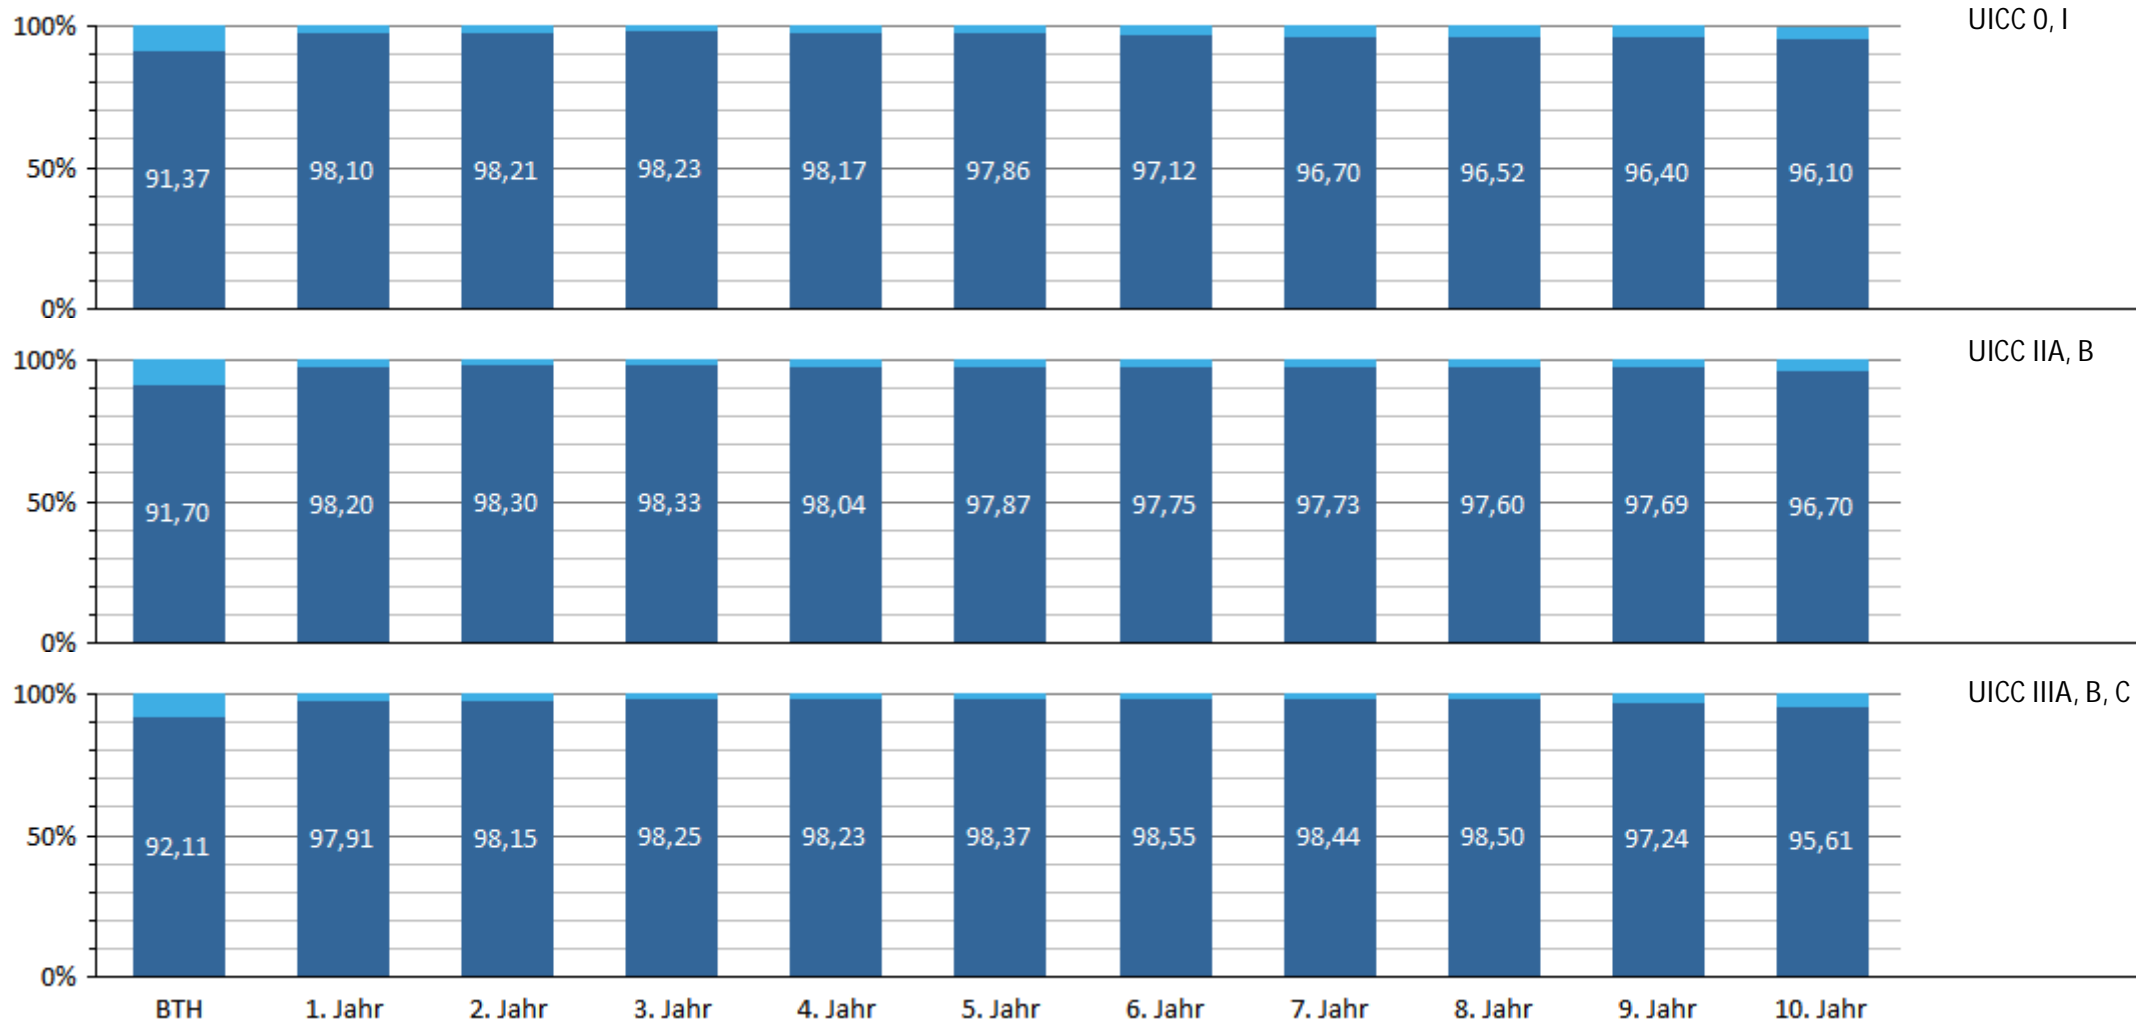 100%
UICC 0, I
50%
91,37 98,10 98,21 98,23 98,17 97,86 97,12 96,70 96,52 96,40 96,10
0%
100%
UICC IIA, B
50%
91,70 98,20 98,30 98,33 98,04 97,87 97,75 97,73 97,60 97,69 96,70
0%
100%
UICC IIIA, B, C
50%
92,11 97,91 98,15 98,25 98,23 98,37 98,55 98,44 98,50 97,24 95,61
0%
BTH 1. Jahr 2. Jahr 3. Jahr 4. Jahr 5. Jahr 6. Jahr 7. Jahr 8. Jahr 9. Jahr 10. Jahr